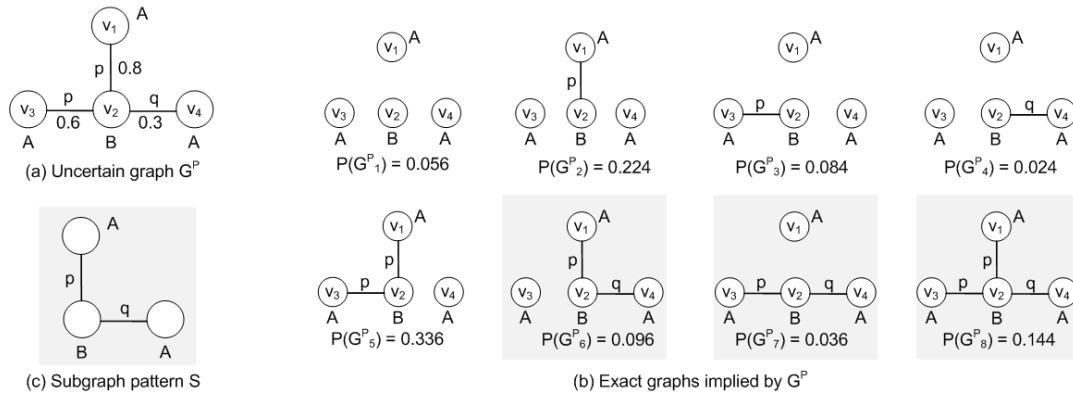 v1 A
p 0.8
p q
v3 v2 v4
0.6 0.3
A B A
(a) Uncertain graph G^P
v1 A
v3 v2 v4
A B A
P(G^P_1) = 0.056
v1 A
p
v3 v2 v4
A B A
P(G^P_2) = 0.224
v1 A
p
v3 v2 v4
A B A
P(G^P_3) = 0.084
v1 A
q
v3 v2 v4
A B A
P(G^P_4) = 0.024
A
p
q
B A
(c) Subgraph pattern S
v1 A
p
p
v3 v2 v4
A B A
P(G^P_5) = 0.336
v1 A
p
q
v3 v2 v4
A B A
P(G^P_6) = 0.096
v1 A
p q
v3 v2 v4
A B A
P(G^P_7) = 0.036
v1 A
p
p q
v3 v2 v4
A B A
P(G^P_8) = 0.144
(b) Exact graphs implied by G^P